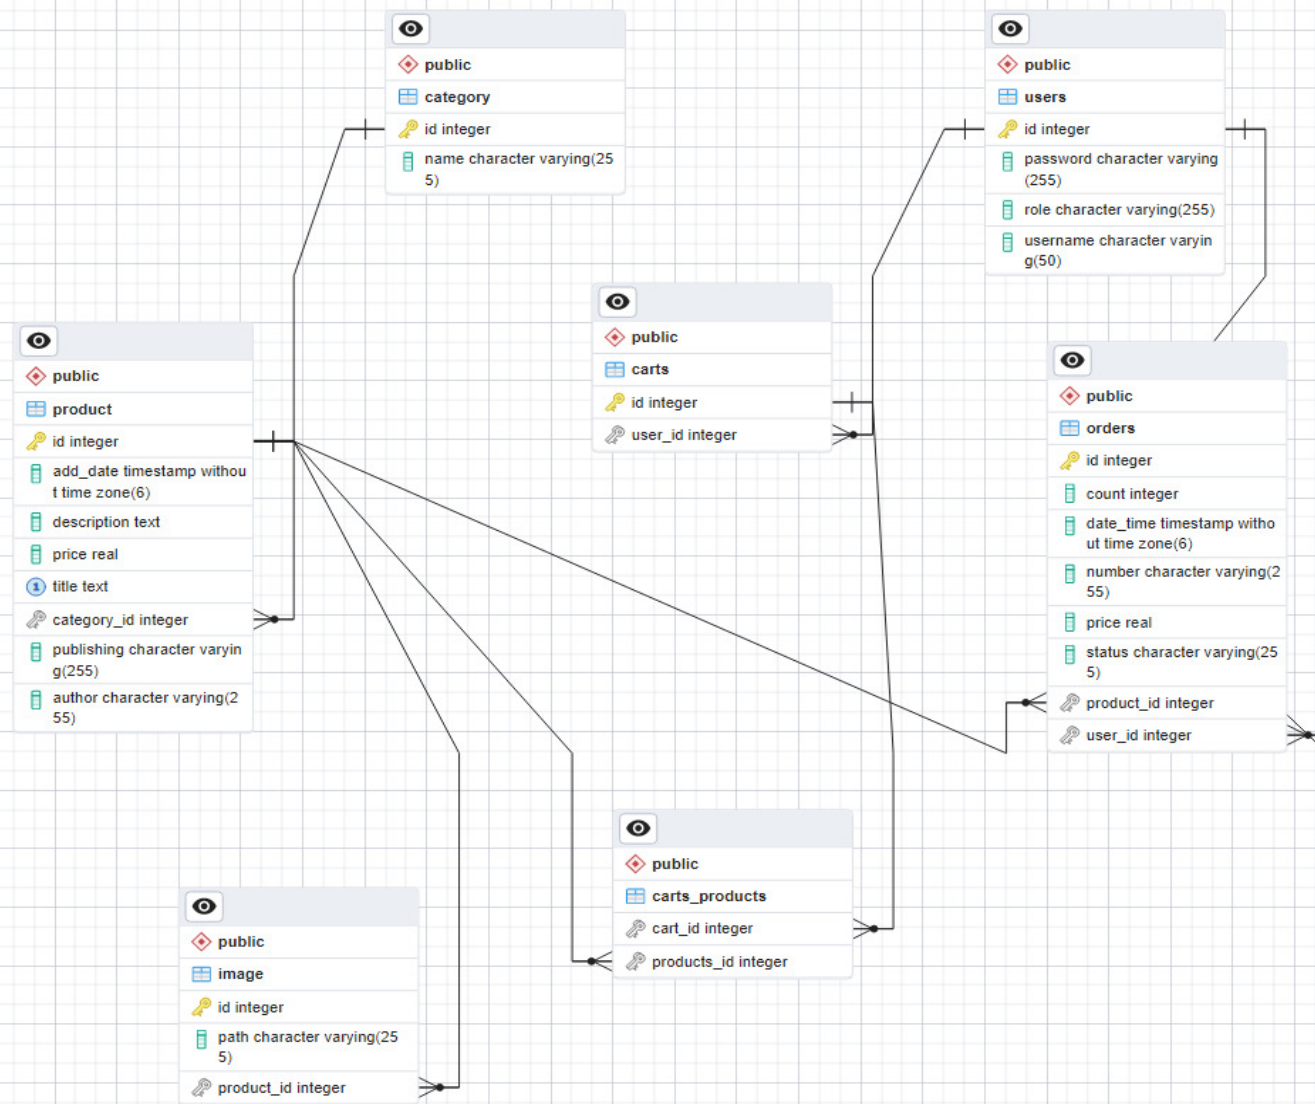 public
category
id integer
name character varying(25
5)
public
users
id integer
password character varying
(255)
role character varying(255)
username character varyin
g(50)
public
carts
id integer
user_id integer
public
product
id integer
add_date timestamp withou
t time zone(6)
description text
price real
1 title text
category_id integer
publishing character varyin
g(255)
author character varying(2
55)
public
orders
id integer
count integer
date_time timestamp witho
ut time zone(6)
number character varying(2
55)
price real
status character varying(25
5)
product_id integer
user_id integer
public
carts_products
cart_id integer
products_id integer
public
image
id integer
path character varying(25
5)
product_id integer